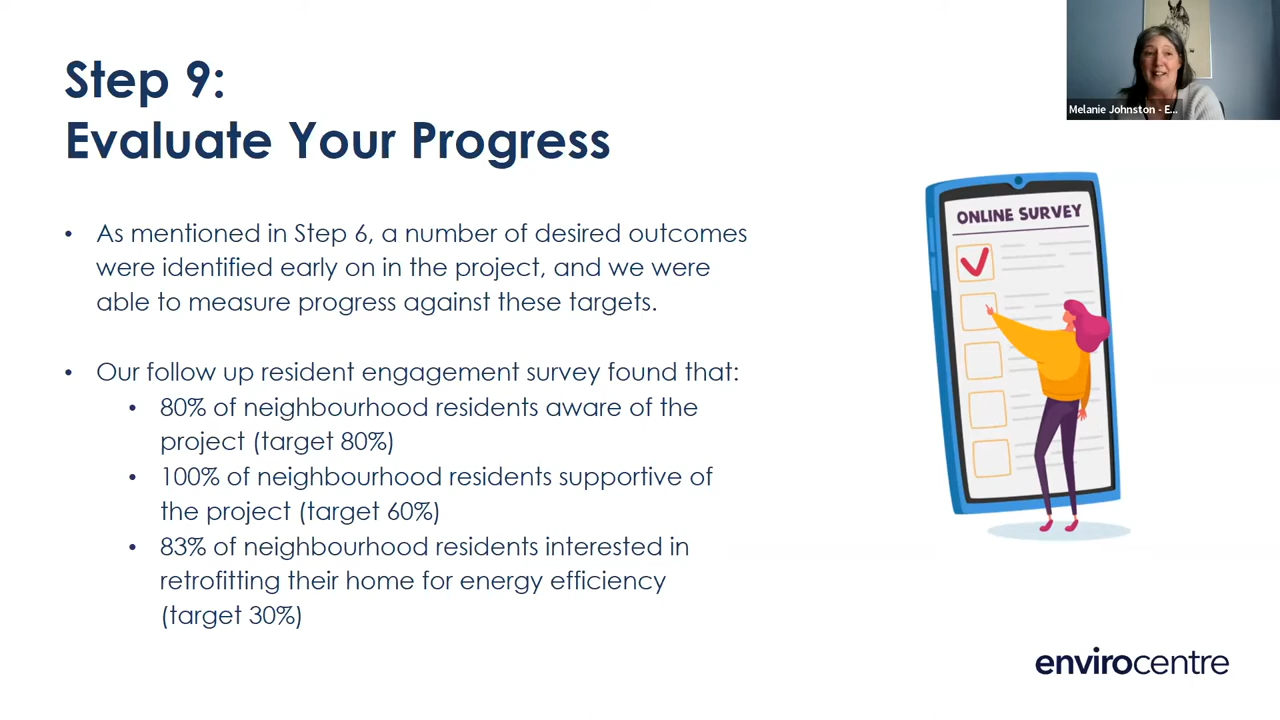 Step 9:
Evaluate Your Progress
Melanie Johnston - E...
ONLINE SURVEY
• As mentioned in Step 6, a number of desired outcomes
were identified early on in the project, and we were
able to measure progress against these targets.
• Our follow up resident engagement survey found that:
• 80% of neighbourhood residents aware of the
project (target 80%)
• 100% of neighbourhood residents supportive of
the project (target 60%)
• 83% of neighbourhood residents interested in
retrofitting their home for energy efficiency
(target 30%)
envirocentre